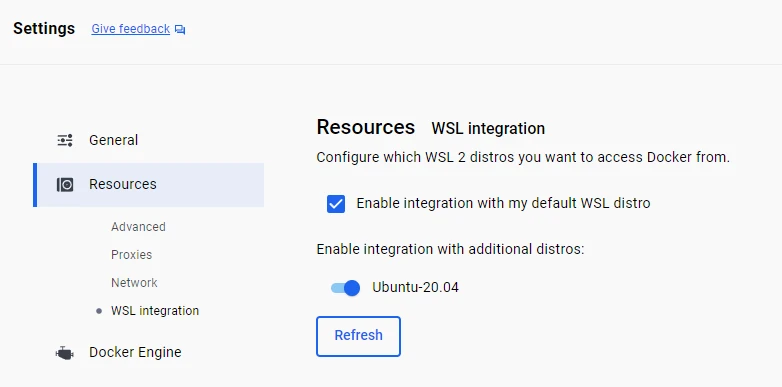 Settings Give feedback
General
Resources
Advanced
Proxies
Network
WSL integration
Docker Engine
Resources WSL integration
Configure which WSL 2 distros you want to access Docker from.
Enable integration with my default WSL distro
Enable integration with additional distros:
Ubuntu-20.04
Refresh